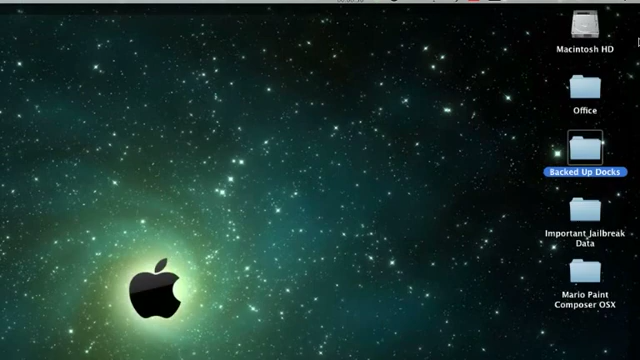 Macintosh HD
Office
Backed Up Docks
Important Jailbreak
Data
Mario Paint
Composer OSX